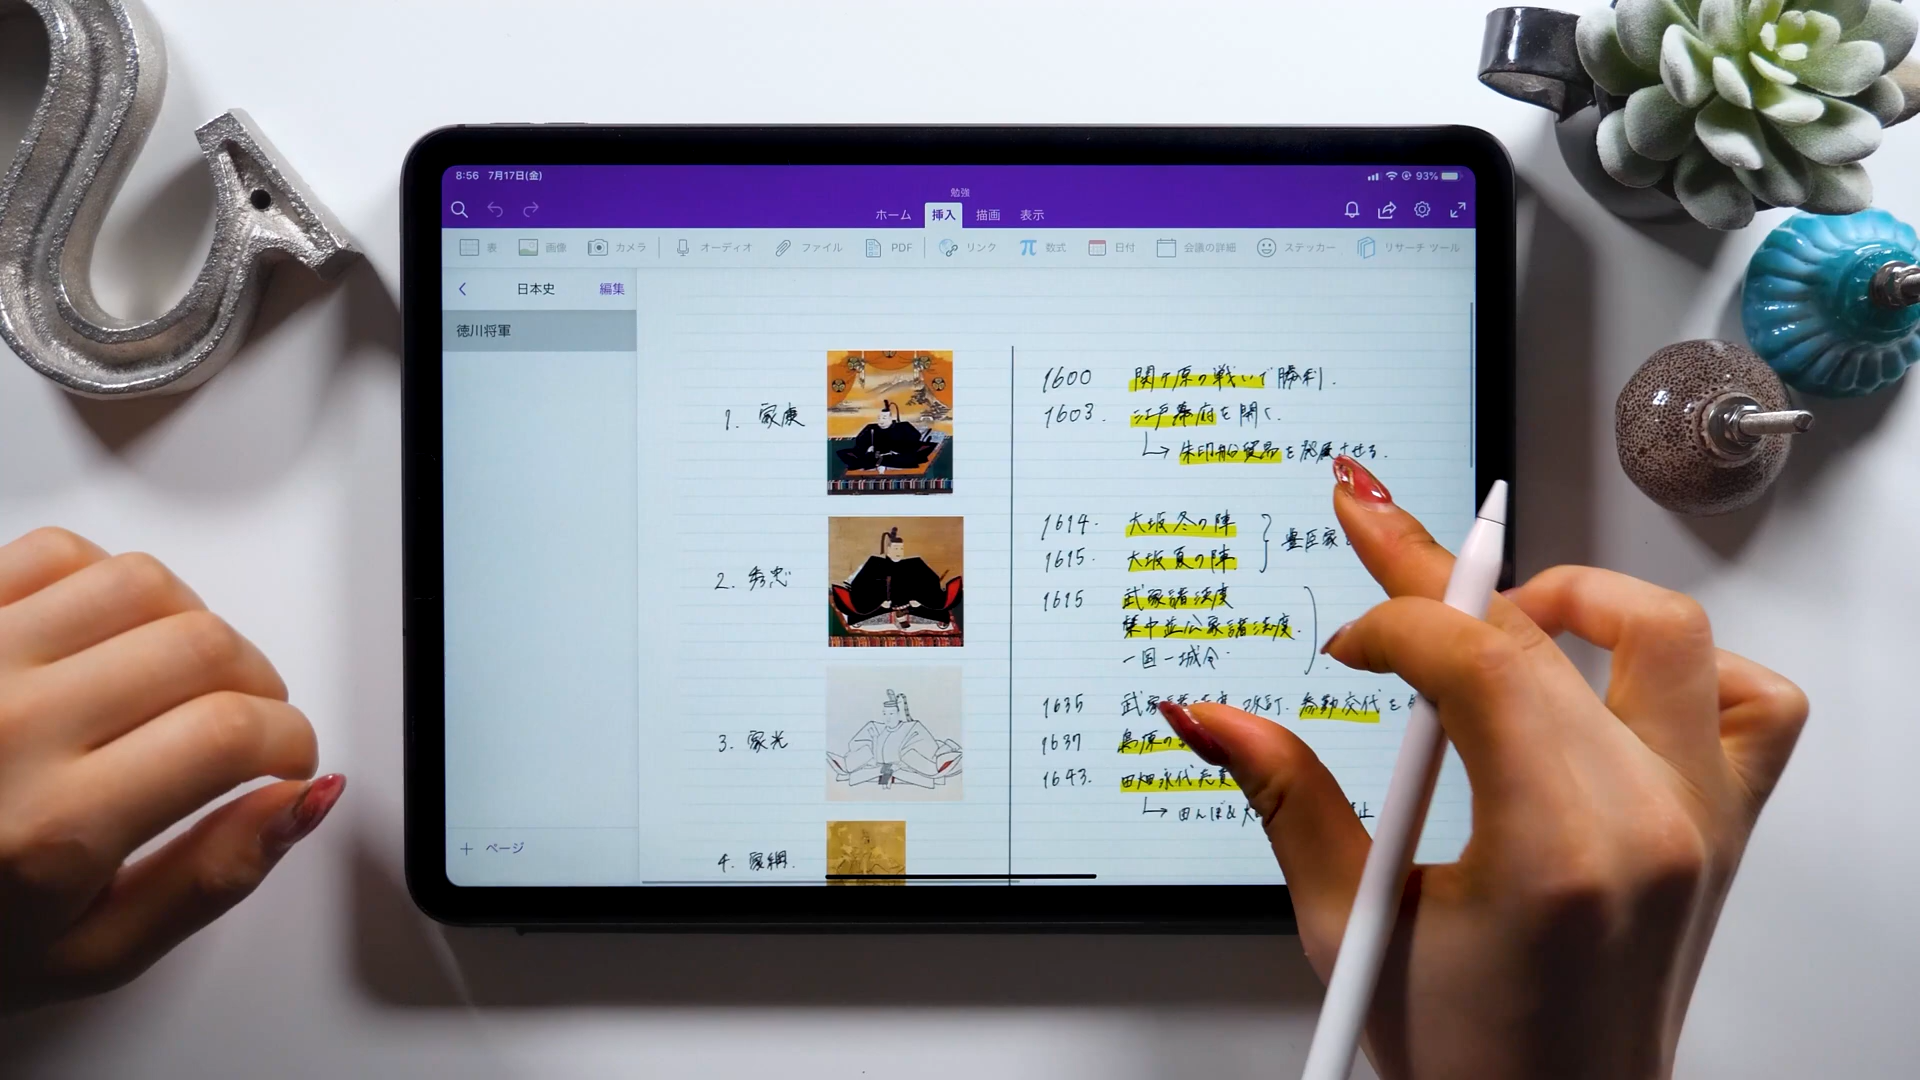 8:56 7月17日(金)
93%
勉強
ホーム 挿入 描画 表示
表 画像 カメラ オーディオ ファイル PDF リンク 数式 日付 会議の詳細 ステッカー リサーチ ツール
日本史 編集
徳川将軍
1. 家康
1600 関ヶ原の戦いで勝利.
1603. 江戸幕府を開く.
↳ 朱印船貿易を発展させる.
2. 秀忠
1614. 大坂冬の陣
1615. 大坂夏の陣
豊臣家
1615 武家諸法度
禁中並公家諸法度.
一国一城令
3. 家光
1635 武家諸法度 改訂. 参勤交代を
1637 島原の
1643. 田畑永代売買
↳ 田んぼ&
止
4. 家綱.
+ ページ